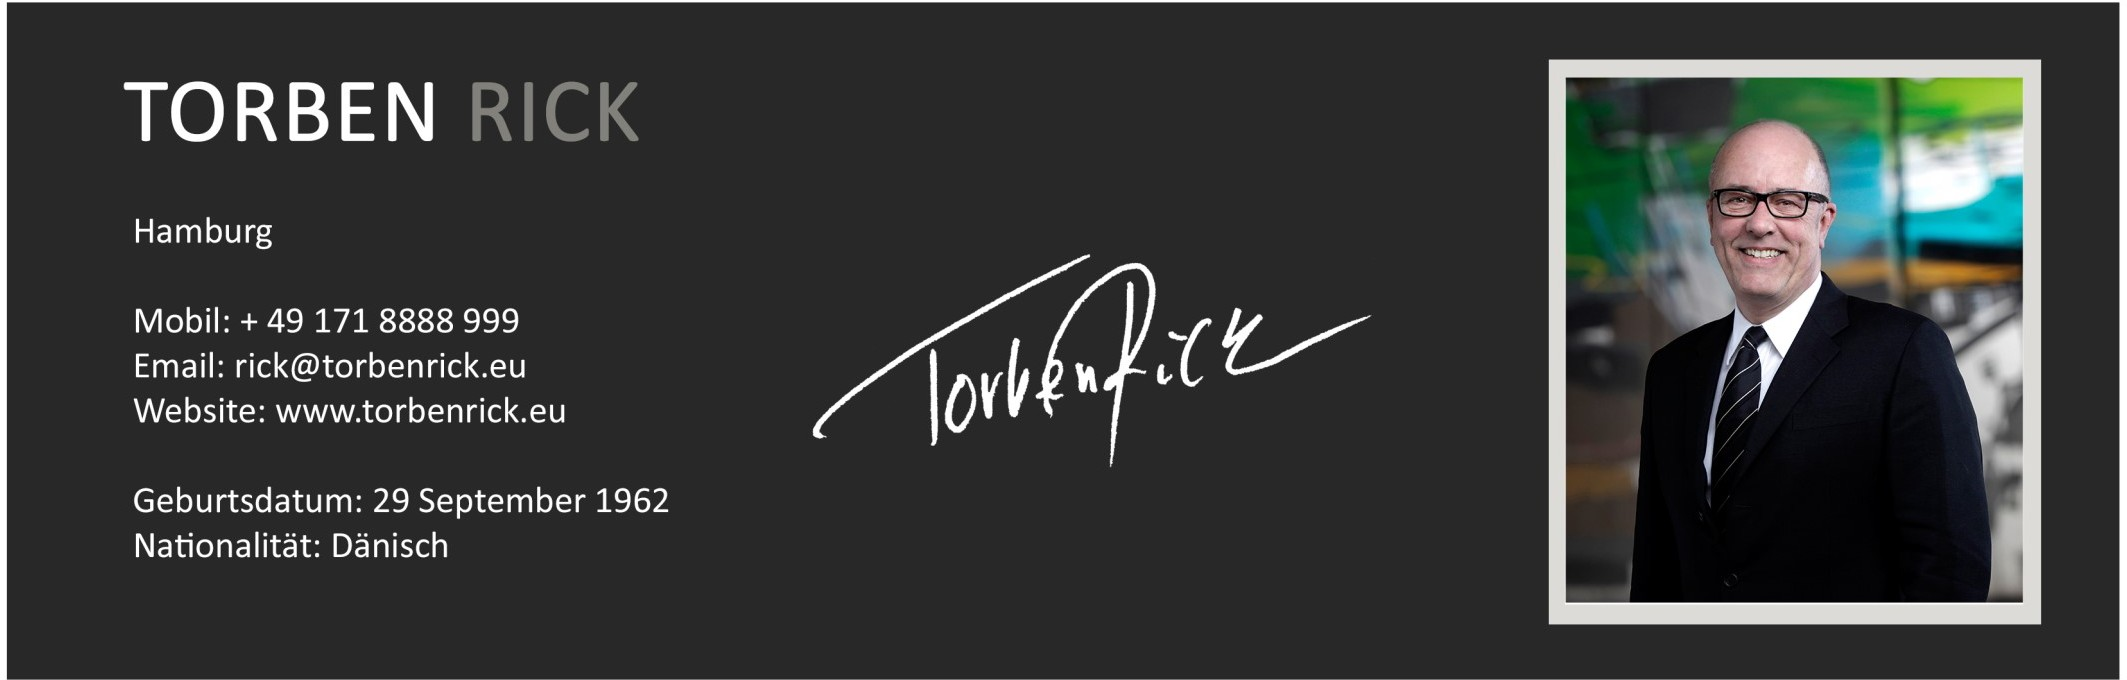 TORBEN RICK
Hamburg
Mobil: + 49 171 8888 999
Email: rick@torbenrick.eu
Website: www.torbenrick.eu
Geburtsdatum: 29 September 1962
Nationalität: Dänisch
Torben Rick